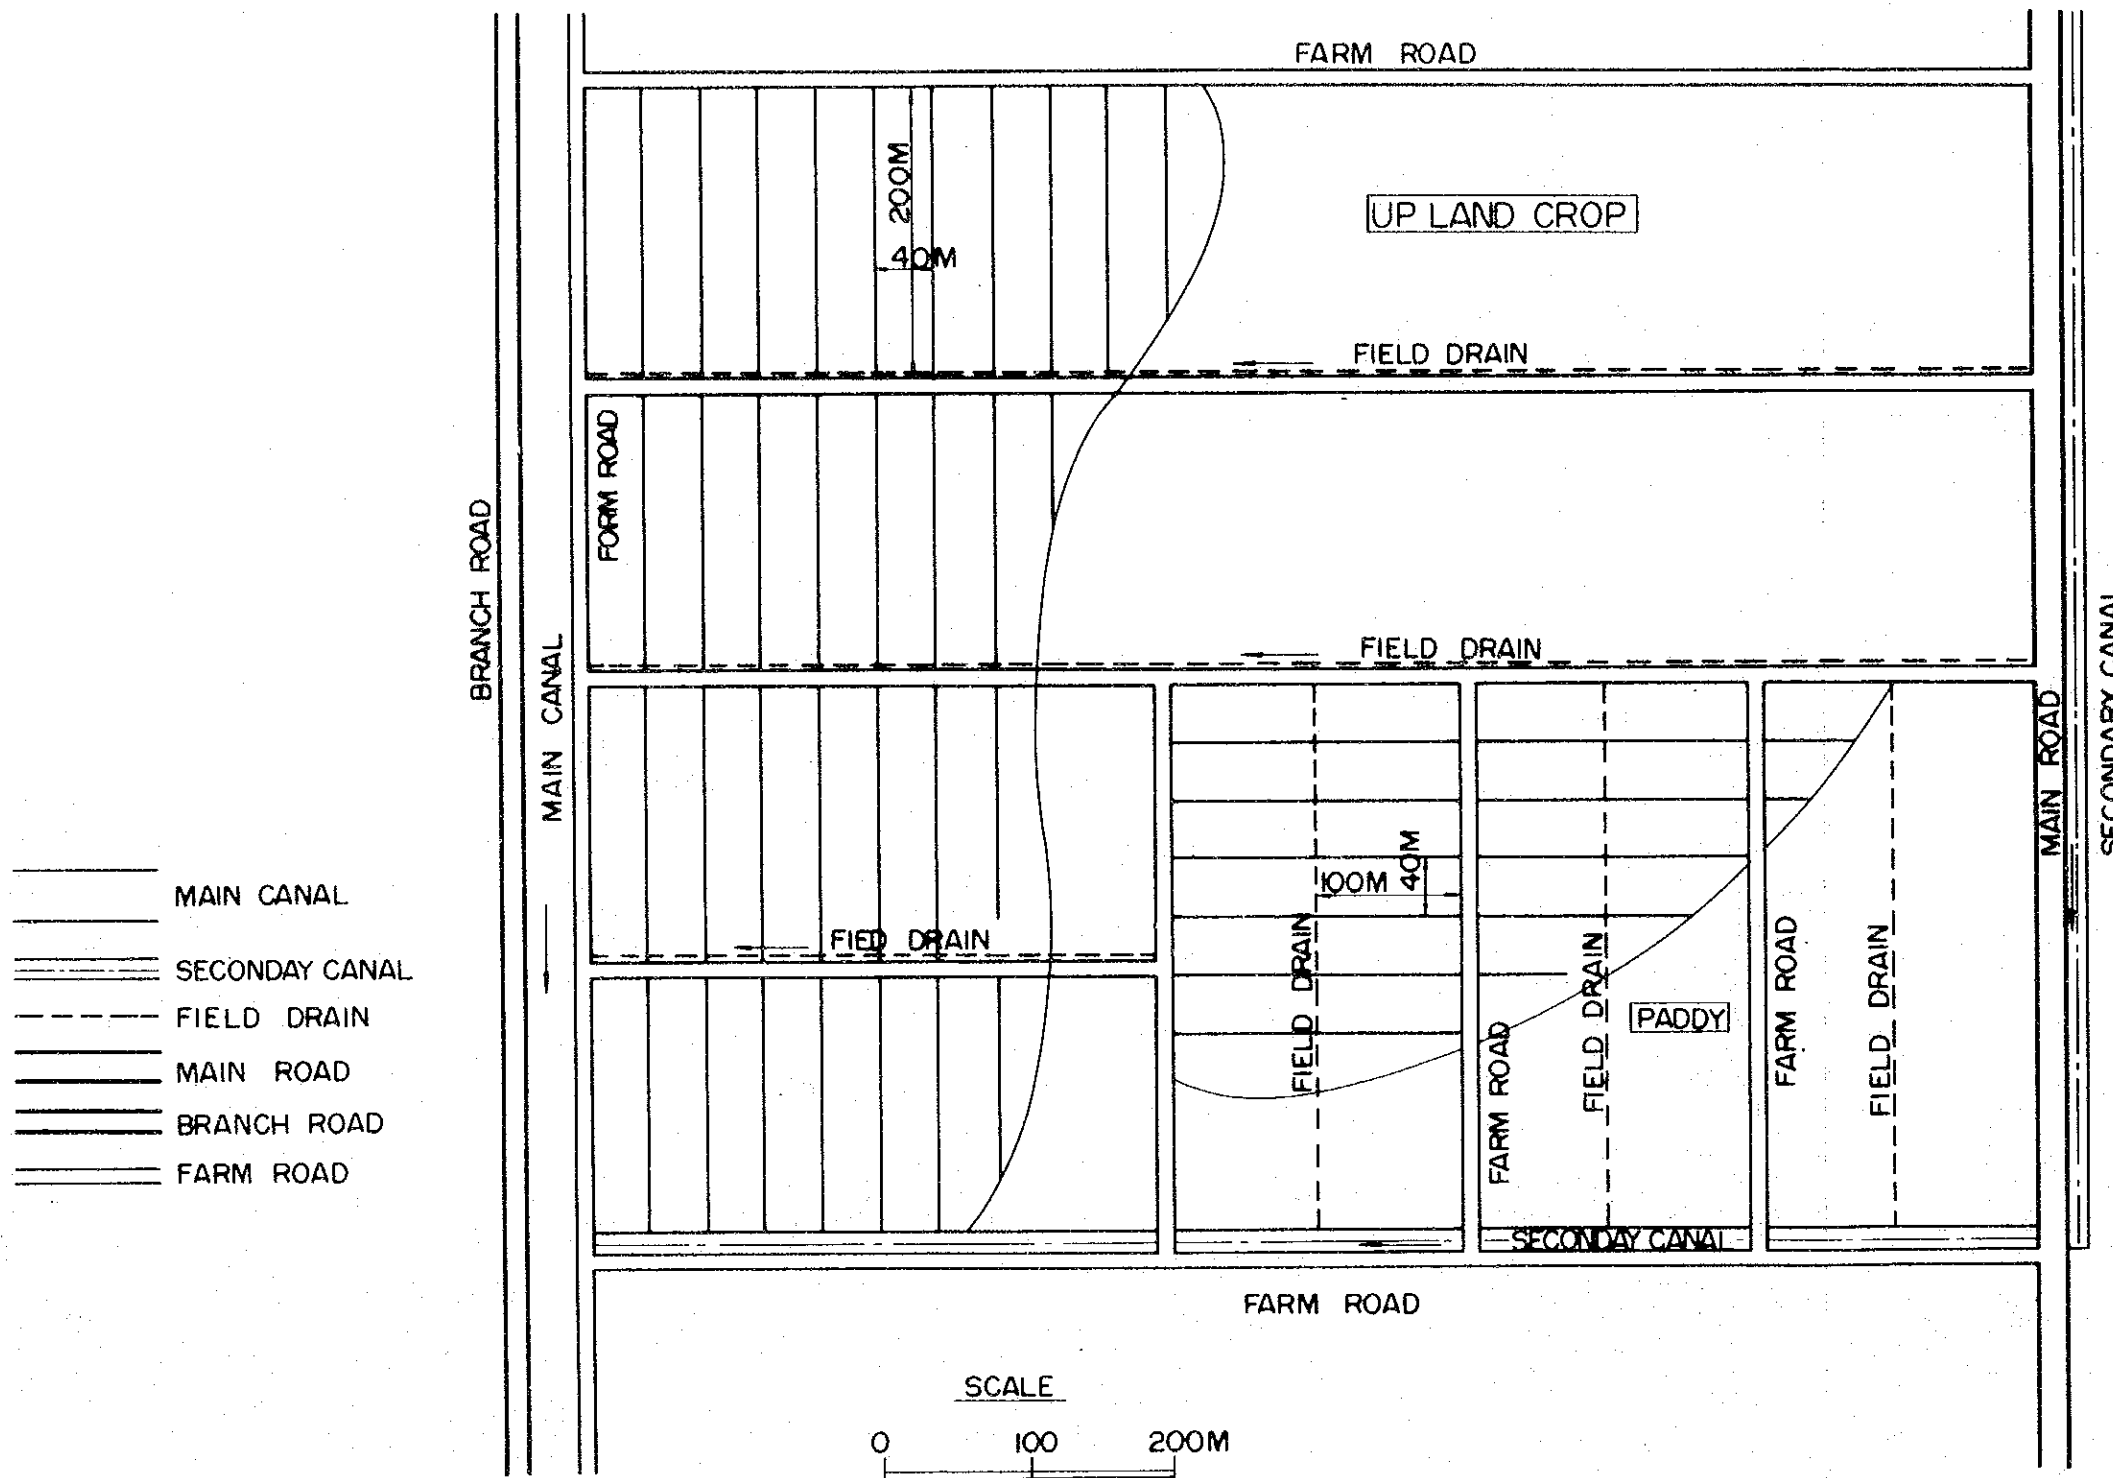 FARM ROAD
200M
UP LAND CROP
40M
FIELD DRAIN
FORM ROAD
BRANCH ROAD
MAIN CANAL
FIELD DRAIN
MAIN ROAD
SECONDARY CANAL
40M
100M
FIED DRAIN
FIELD DRAIN
FARM ROAD
FIELD DRAIN
PADDY
FARM ROAD
FIELD DRAIN
SECONDAY CANAL
FARM ROAD
MAIN CANAL
SECONDAY CANAL
FIELD DRAIN
MAIN ROAD
BRANCH ROAD
FARM ROAD
SCALE
0 100 200M